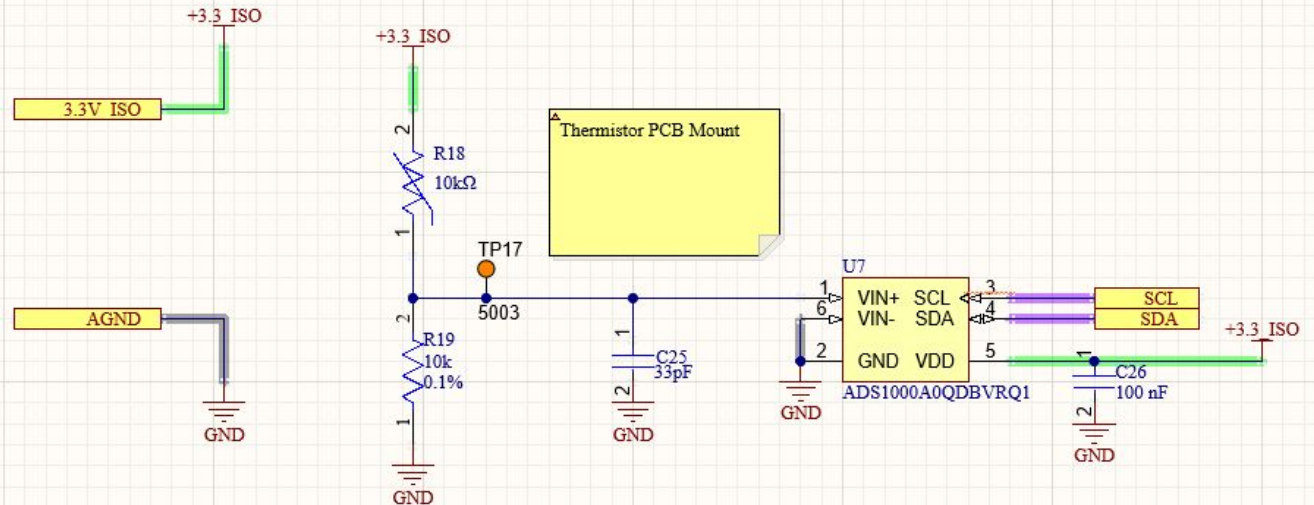 +3.3_ISO
3.3V_ISO
AGND
GND
+3.3_ISO
2
R18
10kΩ
1
TP17
5003
2
R19
10k
0.1%
1
GND
Thermistor PCB Mount
1
C25
33pF
2
GND
U7
1
VIN+
SCL
3
6
VIN-
SDA
4
2
GND
VDD
5
ADS1000A0QDBVRQ1
GND
SCL
SDA
+3.3_ISO
1
C26
100 nF
2
GND